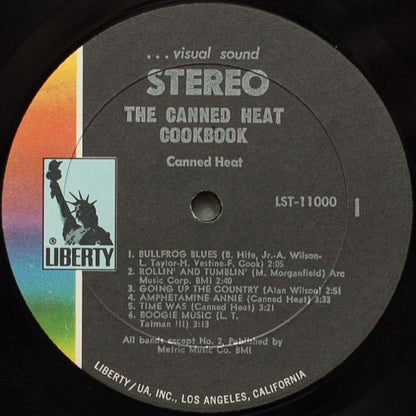 ...visual sound
STEREO
THE CANNED HEAT
COOKBOOK
Canned Heat
LST-11000 1
® LIBERTY
1. BULLFROG BLUES (B. Hite, Jr.-A. Wilson-
L. Taylor-H. Vestine-F. Cook) 2:05
2. ROLLIN' AND TUMBLIN' (M. Morganfield) Arc
Music Corp. BMI 2:40
3. GOING UP THE COUNTRY (Alan Wilson) 2:51
4. AMPHETAMINE ANNIE (Canned Heat) 3:33
5. TIME WAS (Canned Heat) 3:21
6. BOOGIE MUSIC (L. T.
Tatman III) 3:13
All bands except No. 2, Published by
Metric Music Co. BMI
LIBERTY/UA, INC., LOS ANGELES, CALIFORNIA